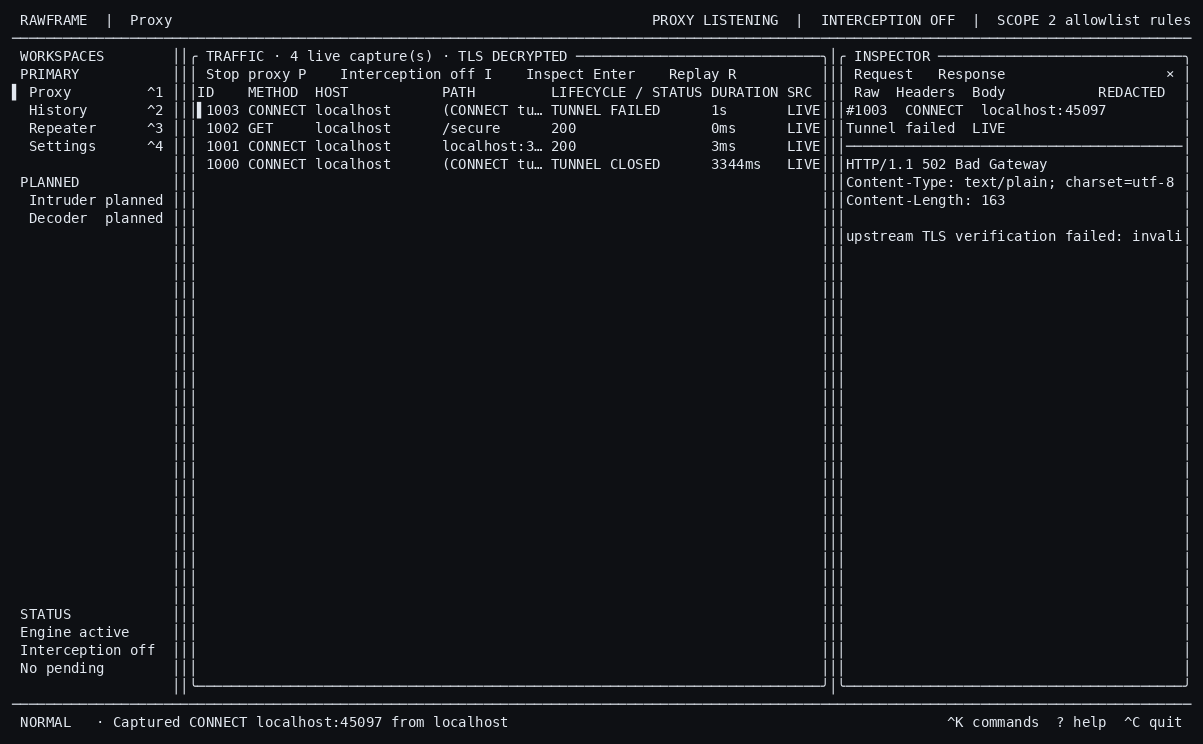 RAWFRAME | Proxy PROXY LISTENING | INTERCEPTION OFF | SCOPE 2 allowlist rules
WORKSPACES
PRIMARY
Proxy ^1
History ^2
Repeater ^3
Settings ^4
PLANNED
Intruder planned
Decoder planned
STATUS
Engine active
Interception off
No pending
TRAFFIC · 4 live capture(s) · TLS DECRYPTED
Stop proxy P Interception off I Inspect Enter Replay R
ID METHOD HOST PATH LIFECYCLE / STATUS DURATION SRC
1003 CONNECT localhost (CONNECT tu… TUNNEL FAILED 1s LIVE
1002 GET localhost /secure 200 0ms LIVE
1001 CONNECT localhost localhost:3… 200 3ms LIVE
1000 CONNECT localhost (CONNECT tu… TUNNEL CLOSED 3344ms LIVE
INSPECTOR
Request Response ×
Raw Headers Body REDACTED
#1003 CONNECT localhost:45097
Tunnel failed LIVE
HTTP/1.1 502 Bad Gateway
Content-Type: text/plain; charset=utf-8
Content-Length: 163
upstream TLS verification failed: invali
NORMAL · Captured CONNECT localhost:45097 from localhost ^K commands ? help ^C quit